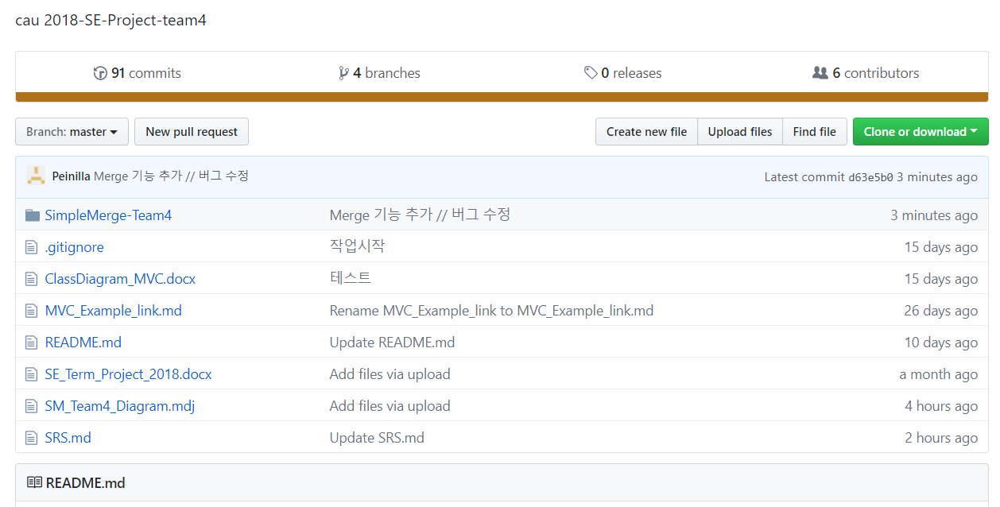 cau 2018-SE-Project-team4
91 commits 4 branches 0 releases 6 contributors
Branch: master New pull request Create new file Upload files Find file Clone or download
Peinilla Merge 기능 추가 // 버그 수정 Latest commit d63e5b0 3 minutes ago
SimpleMerge-Team4 Merge 기능 추가 // 버그 수정 3 minutes ago
.gitignore 작업시작 15 days ago
ClassDiagram_MVC.docx 테스트 15 days ago
MVC_Example_link.md Rename MVC_Example_link to MVC_Example_link.md 26 days ago
README.md Update README.md 10 days ago
SE_Term_Project_2018.docx Add files via upload a month ago
SM_Team4_Diagram.mdj Add files via upload 4 hours ago
SRS.md Update SRS.md 2 hours ago
README.md